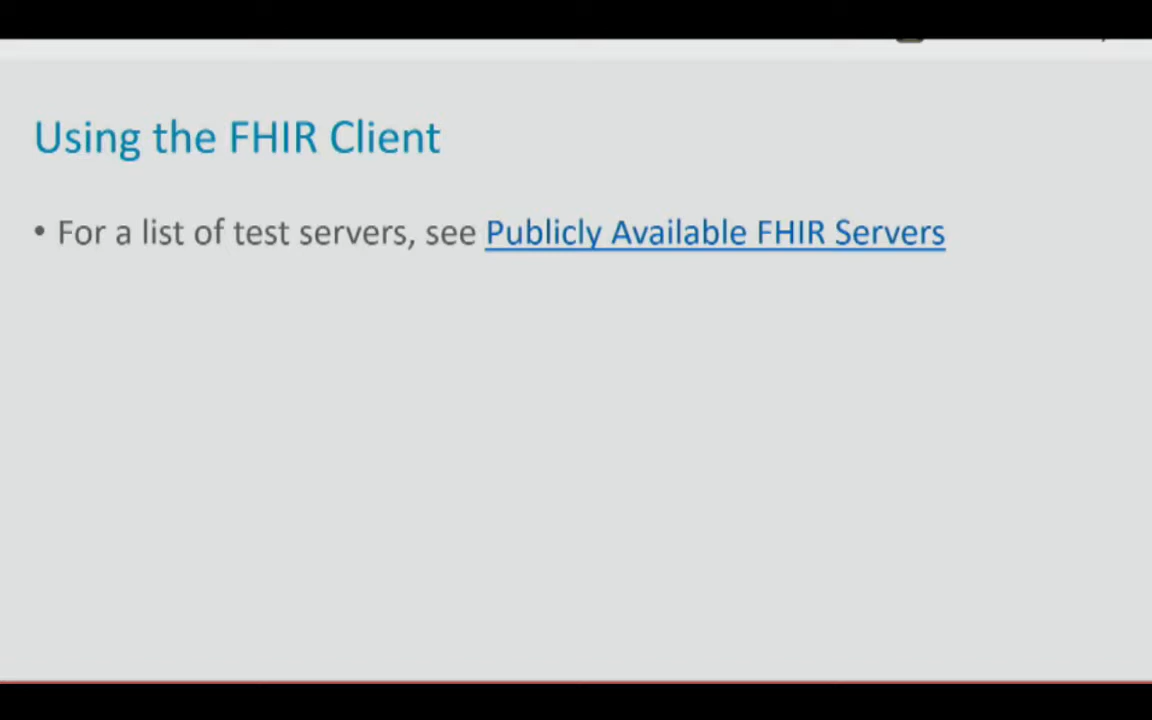 Using the FHIR Client
• For a list of test servers, see Publicly Available FHIR Servers